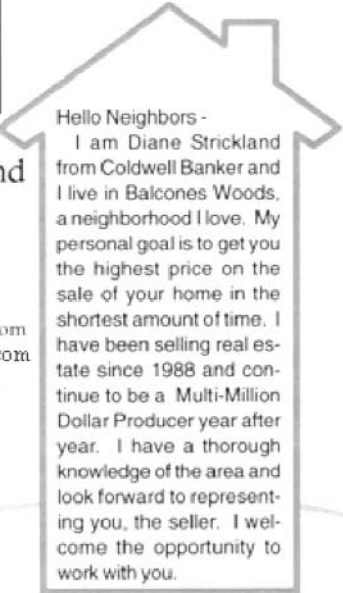 Hello Neighbors -
I am Diane Strickland
from Coldwell Banker and
I live in Balcones Woods,
a neighborhood I love. My
personal goal is to get you
the highest price on the
sale of your home in the
shortest amount of time. I
have been selling real es-
tate since 1988 and con-
tinue to be a Multi-Million
Dollar Producer year after
year. I have a thorough
knowledge of the area and
look forward to represent-
ing you, the seller. I wel-
come the opportunity to
work with you.
nd
om
com